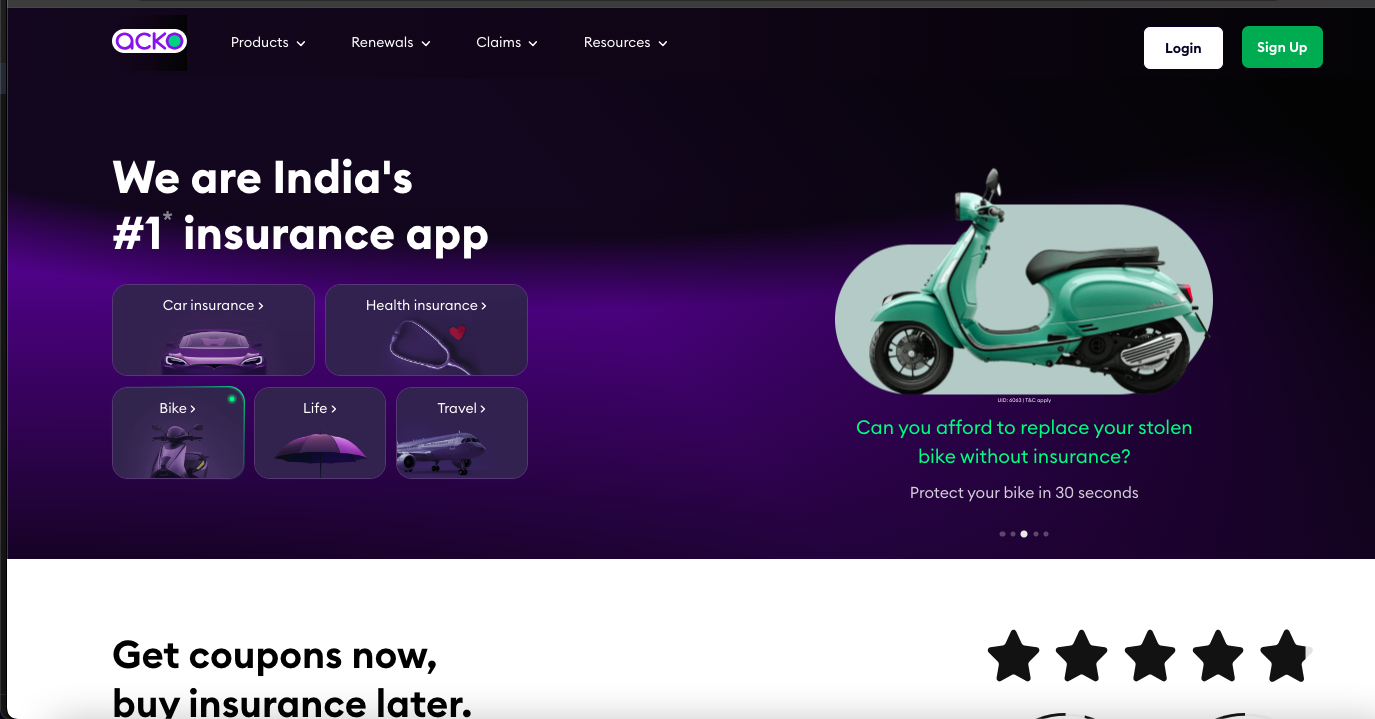 acko
Products
Renewals
Claims
Resources
Login
Sign Up
We are India's
#1* insurance app
Car insurance >
Health insurance >
Bike >
Life >
Travel >
UID: 6063 | T&C apply
Can you afford to replace your stolen
bike without insurance?
Protect your bike in 30 seconds
Get coupons now,
buy insurance later.